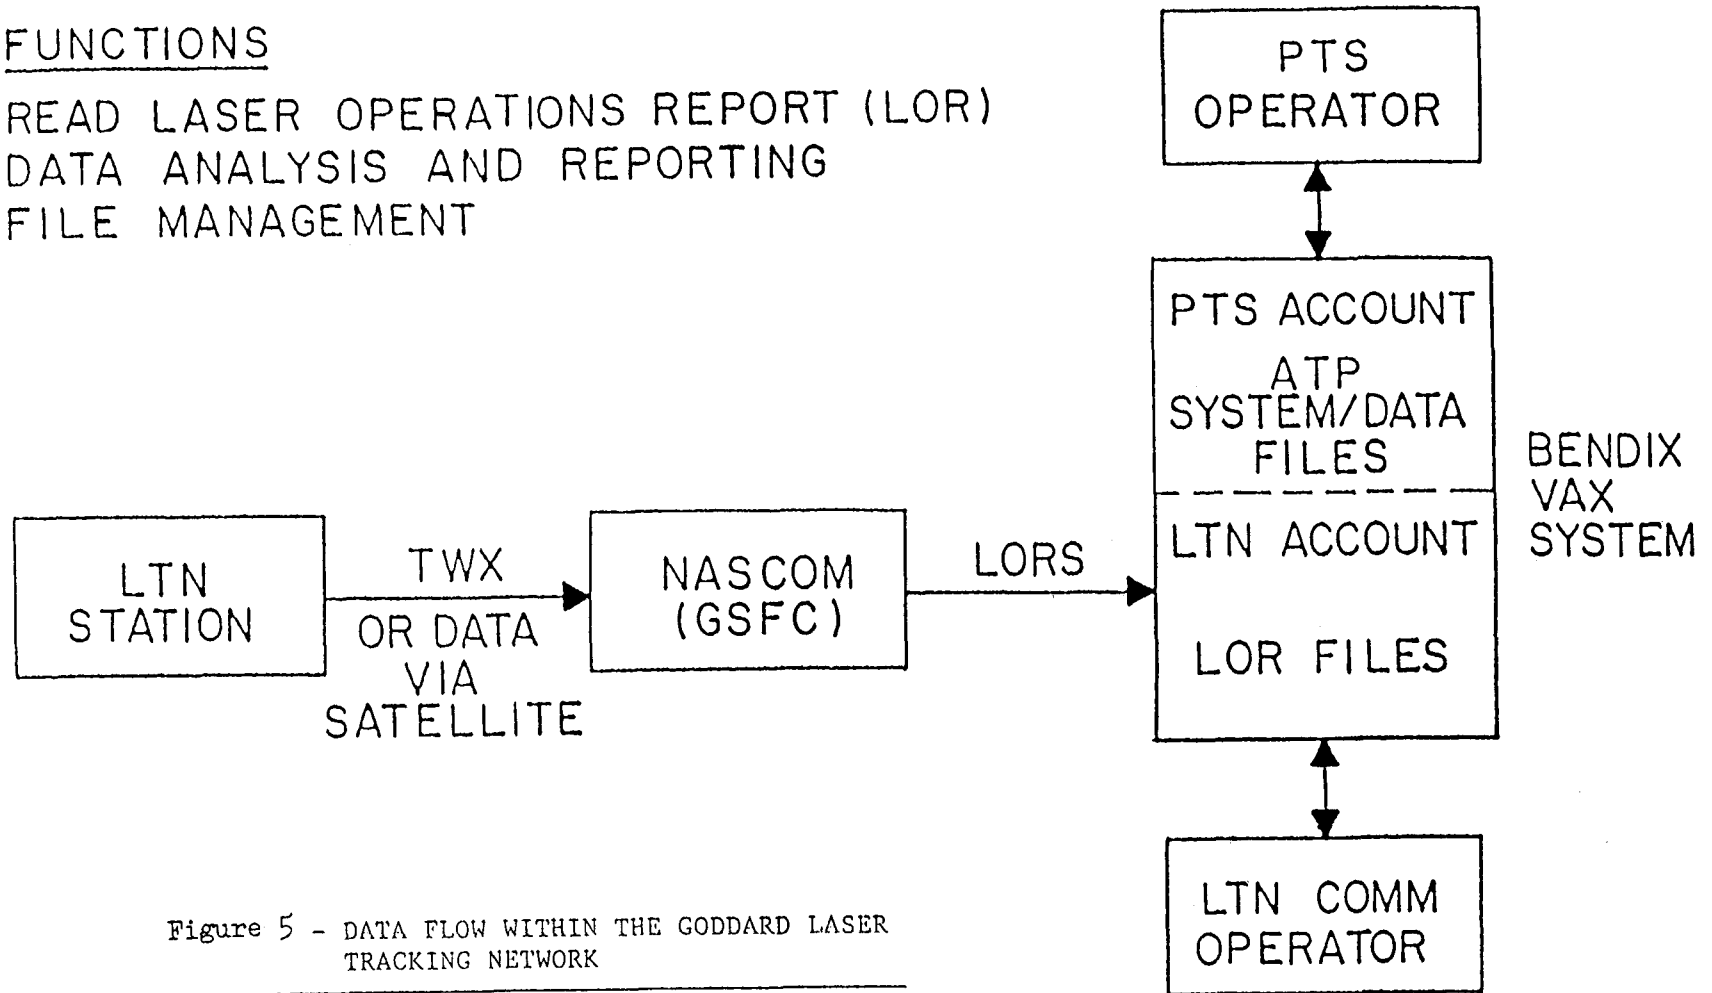 FUNCTIONS
READ LASER OPERATIONS REPORT (LOR)
DATA ANALYSIS AND REPORTING
FILE MANAGEMENT
PTS
OPERATOR
PTS ACCOUNT
ATP
SYSTEM/DATA
FILES
LTN ACCOUNT
LOR FILES
BENDIX
VAX
SYSTEM
LTN
STATION
TWX
OR DATA
VIA
SATELLITE
NASCOM
(GSFC)
LORS
LTN COMM
OPERATOR
Figure 5 - DATA FLOW WITHIN THE GODDARD LASER
TRACKING NETWORK